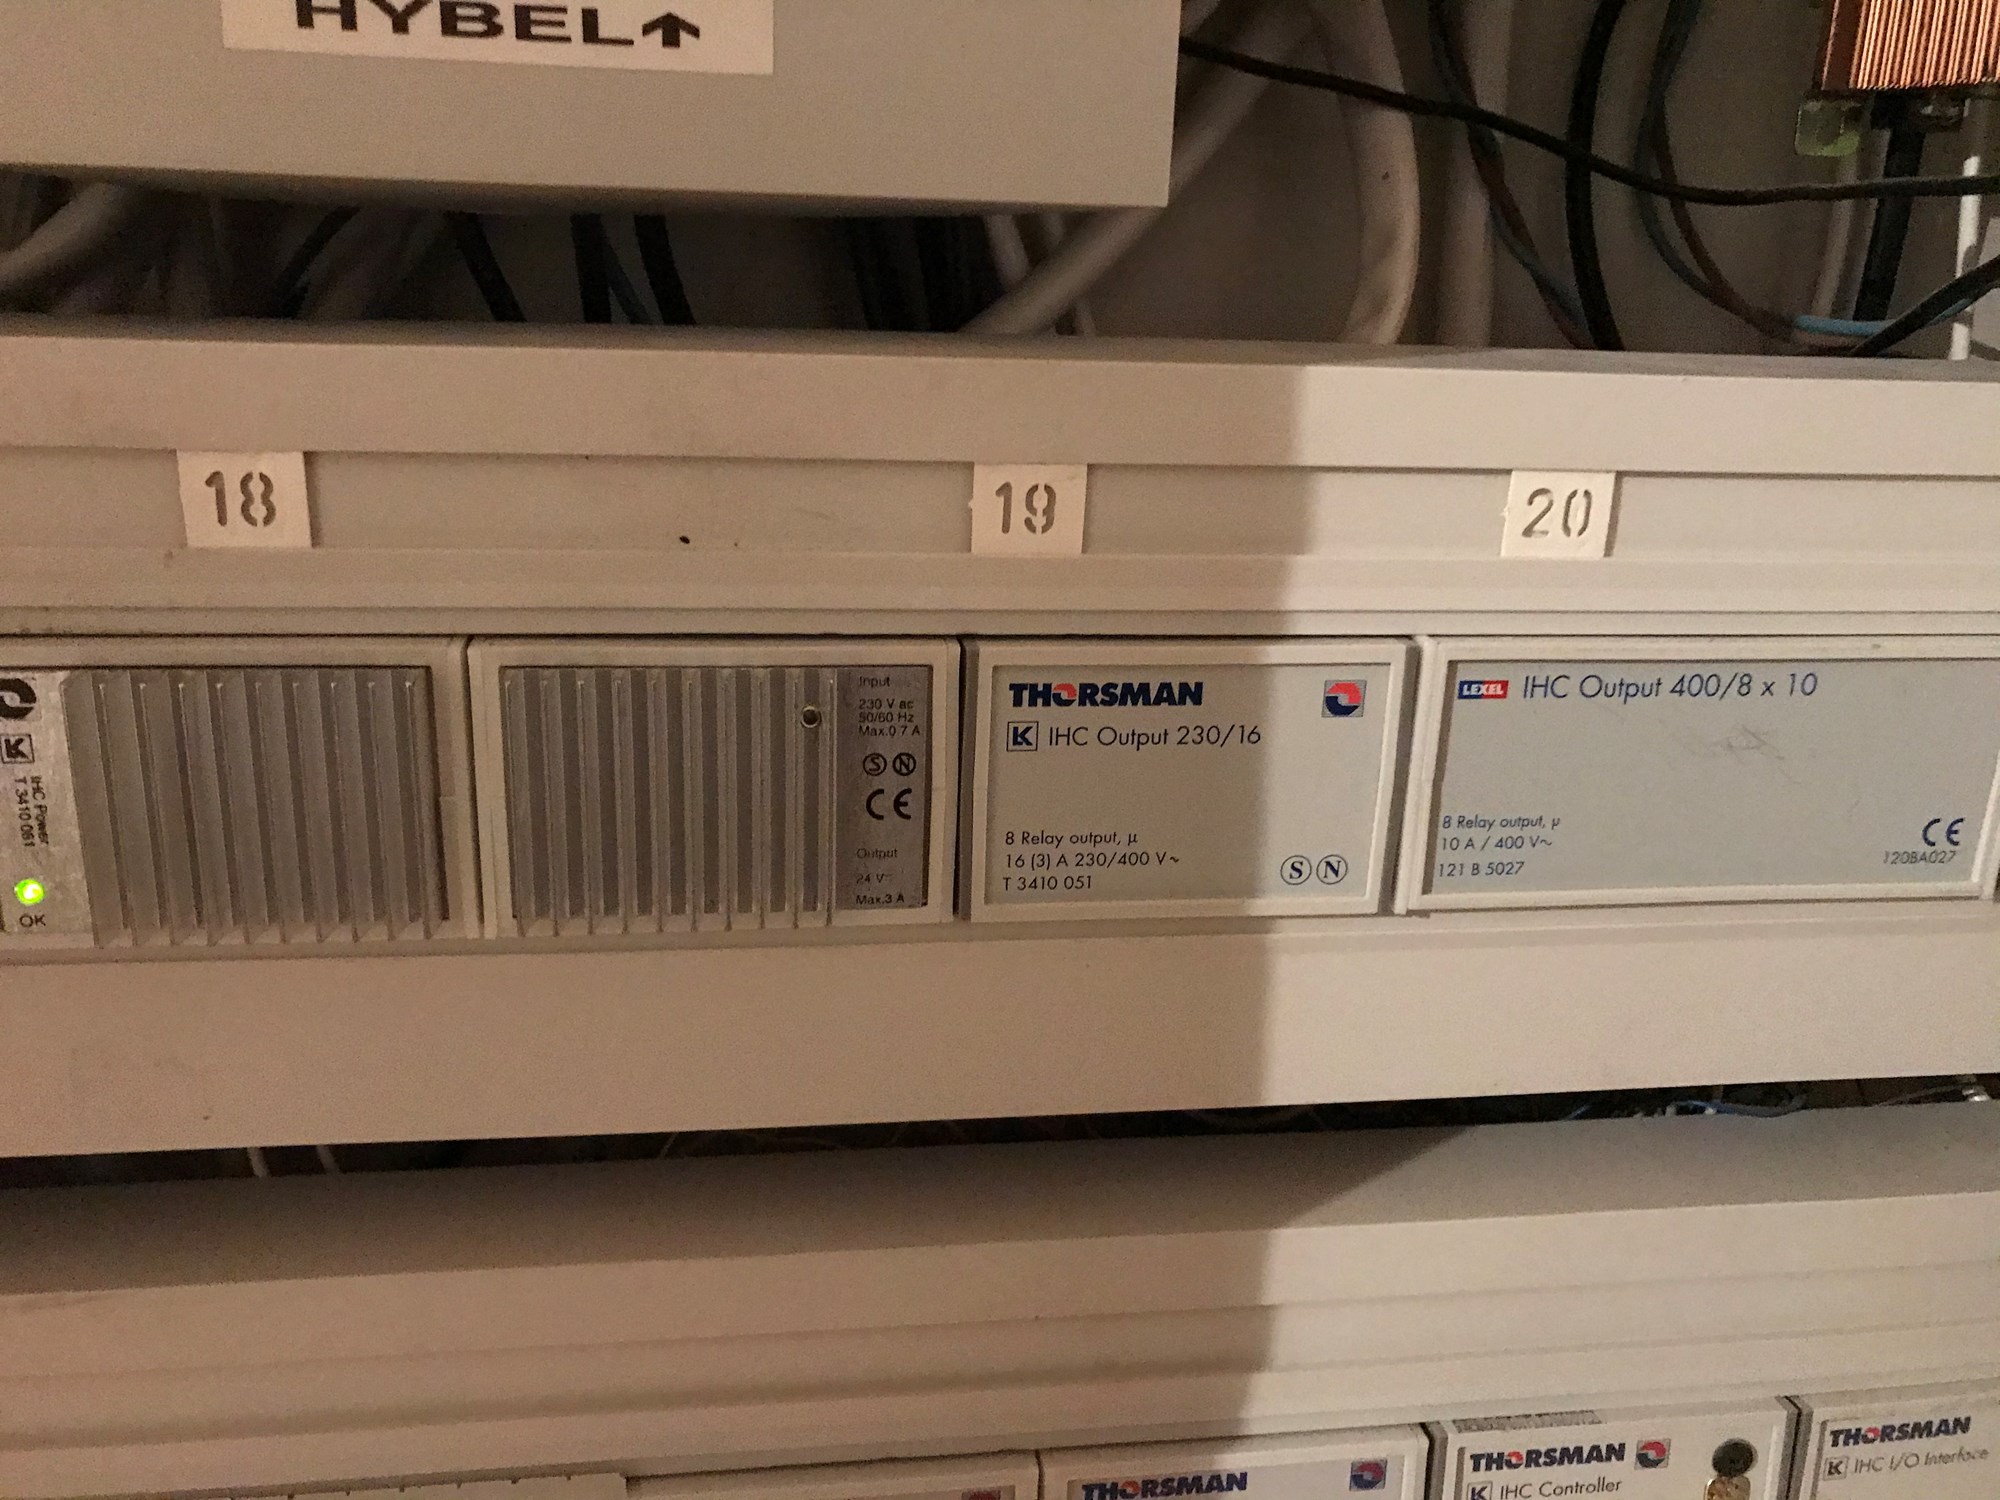 HYBEL↑
18
19
20
K
IHC Power
T 3410 061
OK
Input
230 V ac
50/60 Hz
Max.0.7 A
S N
CE
Output
24 V
Max.3 A
THORSMAN
LK IHC Output 230/16
8 Relay output, µ
16 (3) A 230/400 V~
T 3410 051
S N
LEXEL IHC Output 400/8 x 10
8 Relay output, µ
10 A / 400 V~
121 B 5027
CE
120BA027
THORSMAN
THORSMAN
LK IHC Controller
THORSMAN
LK IHC I/O Interface